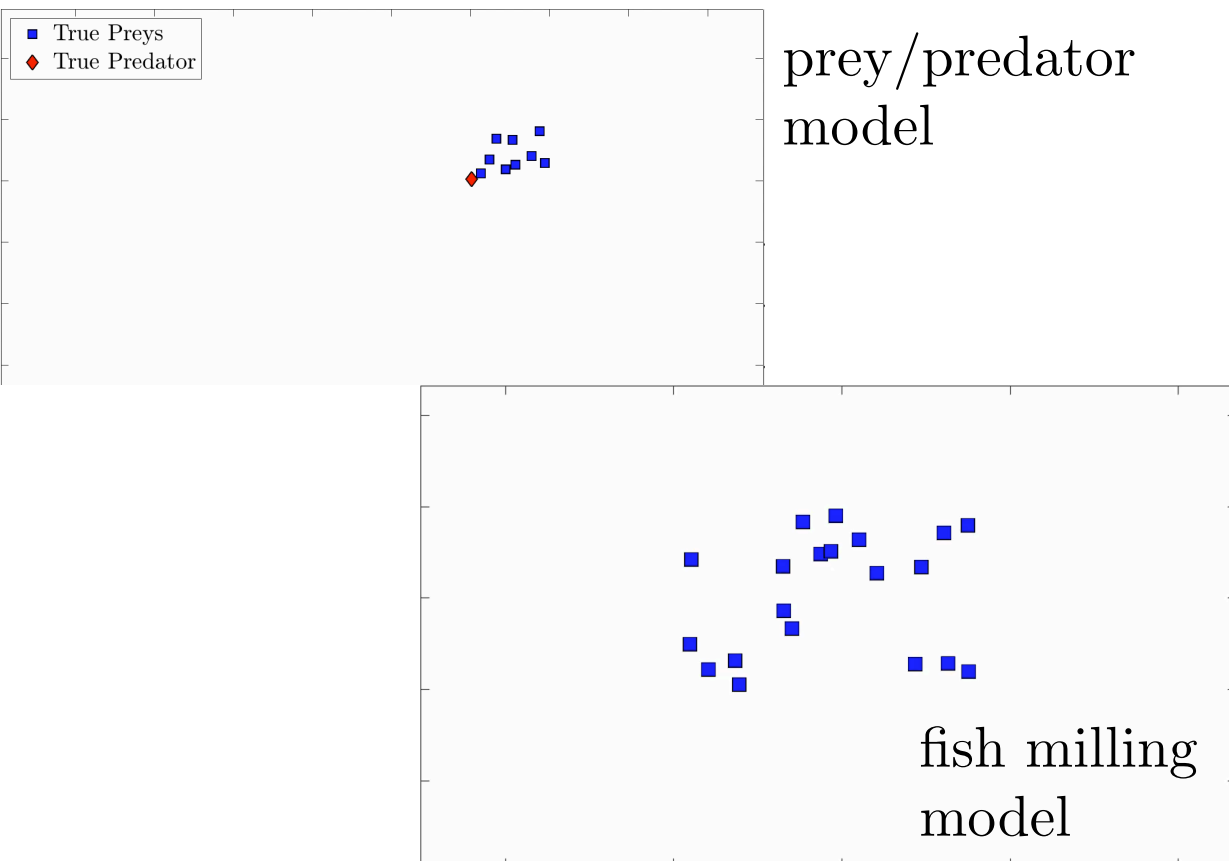 True Preys
True Predator
prey/predator
model
fish milling
model